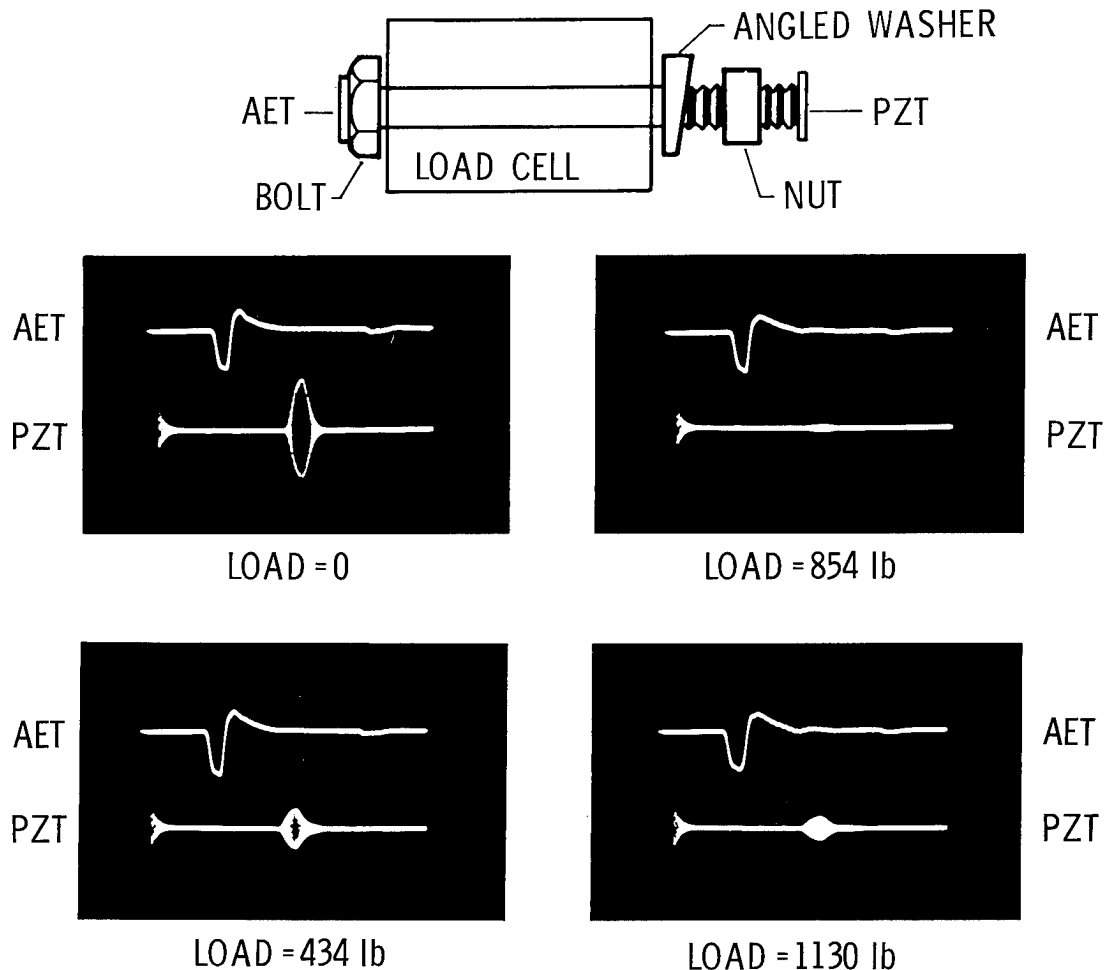 ANGLED WASHER
AET
PZT
LOAD CELL
BOLT
NUT
AET
AET
PZT
PZT
LOAD = 0
LOAD = 854 lb
AET
AET
PZT
PZT
LOAD = 434 lb
LOAD = 1130 lb